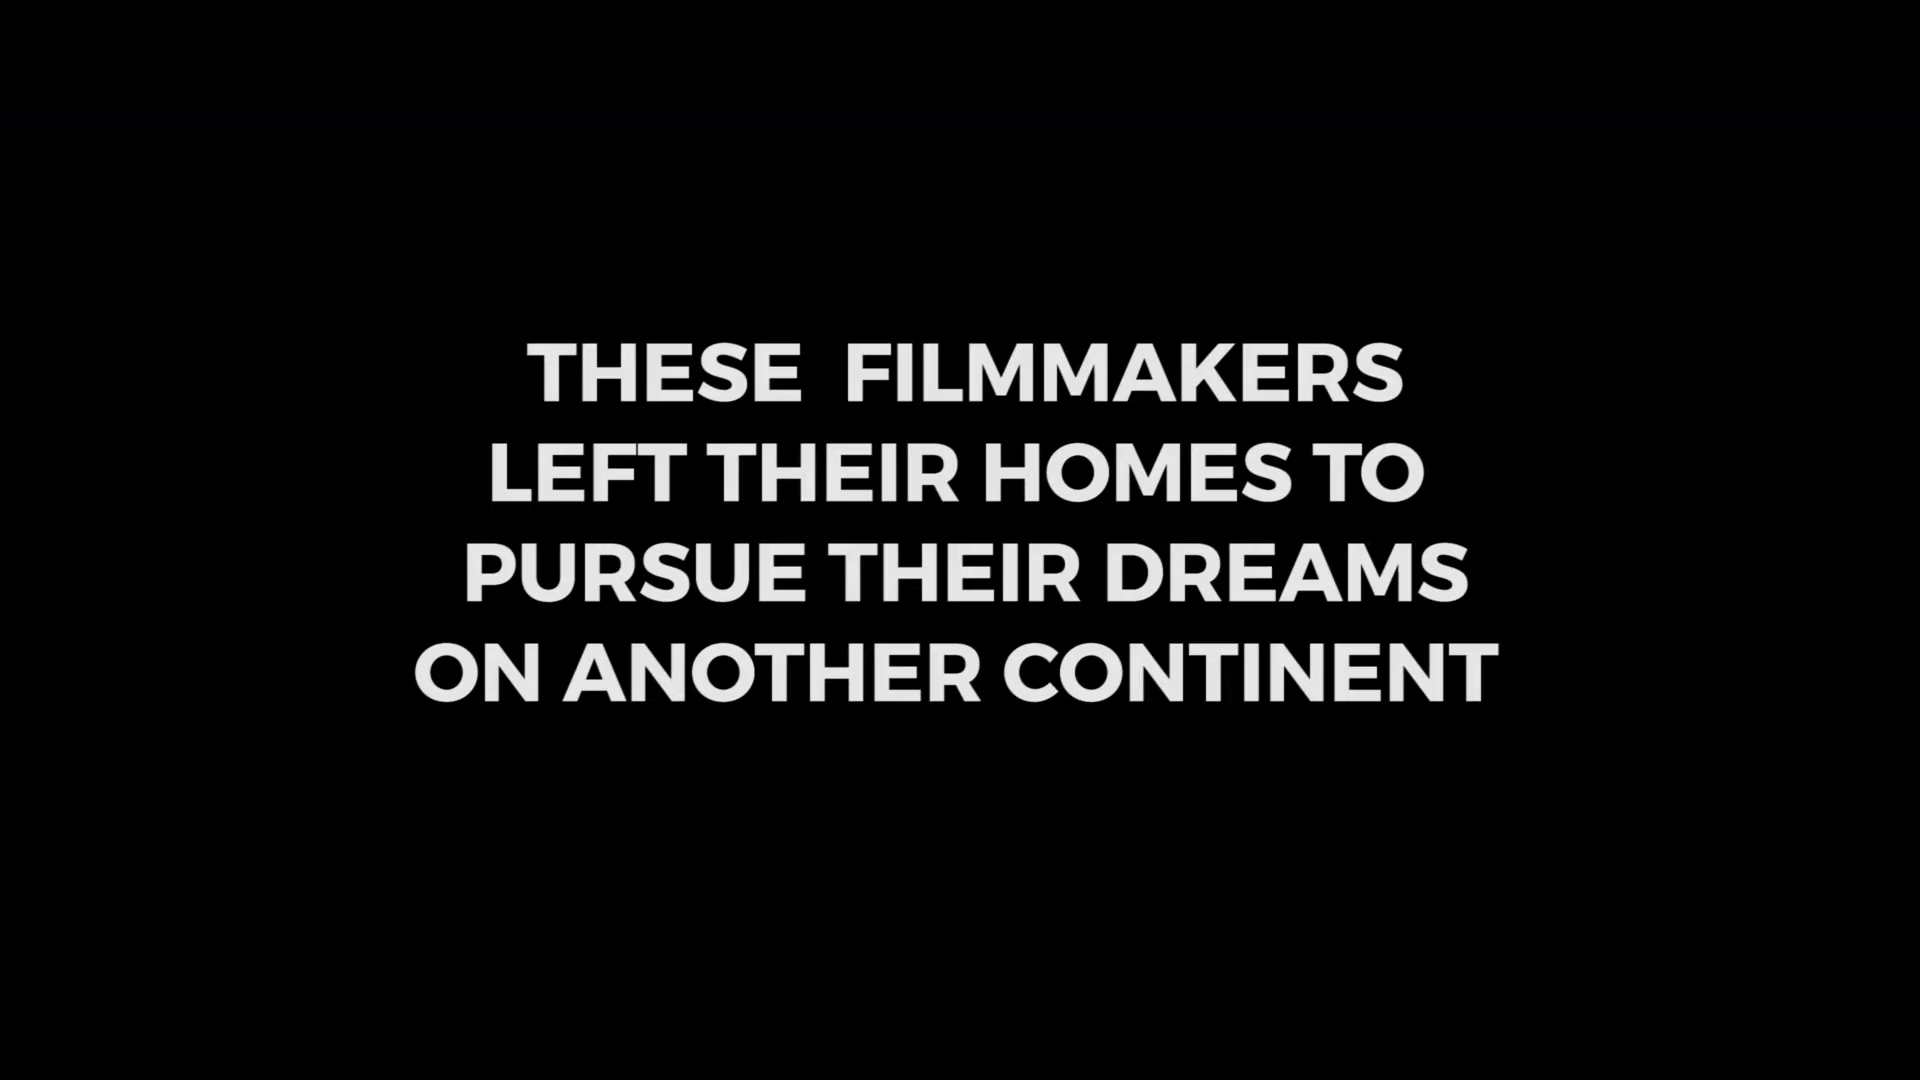 THESE  FILMMAKERS
LEFT THEIR HOMES TO
PURSUE THEIR DREAMS
ON ANOTHER CONTINENT